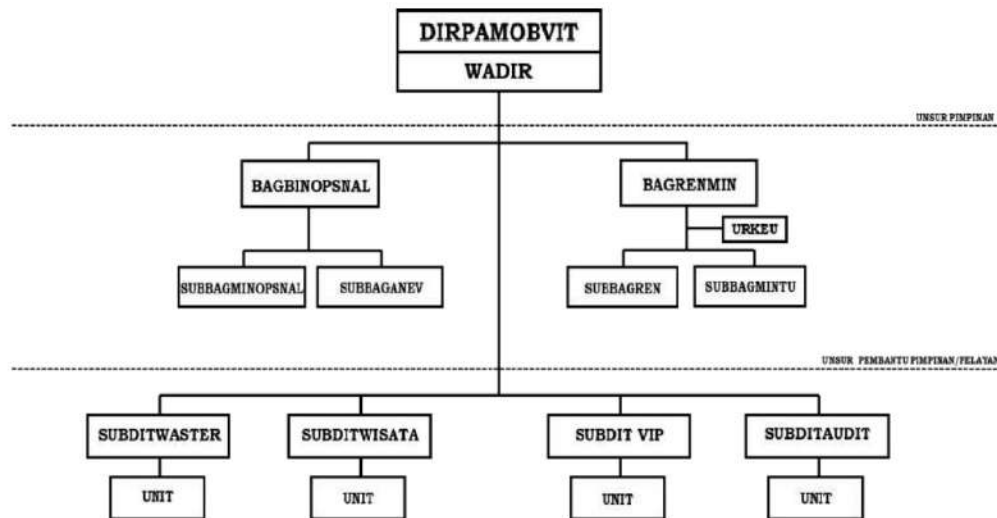 DIRPAMOBVIT
WADIR
UNSUR PIMPINAN
BAGBINOPSNAL
BAGRENMIN
URKEU
SUBBAGMINOPSNAL
SUBBAGANEV
SUBBAGREN
SUBBAGMINTU
UNSUR PEMBANTU PIMPINAN/PELAYAN
SUBDITWASTER
SUBDITWISATA
SUBDIT VIP
SUBDITAUDIT
UNIT
UNIT
UNIT
UNIT